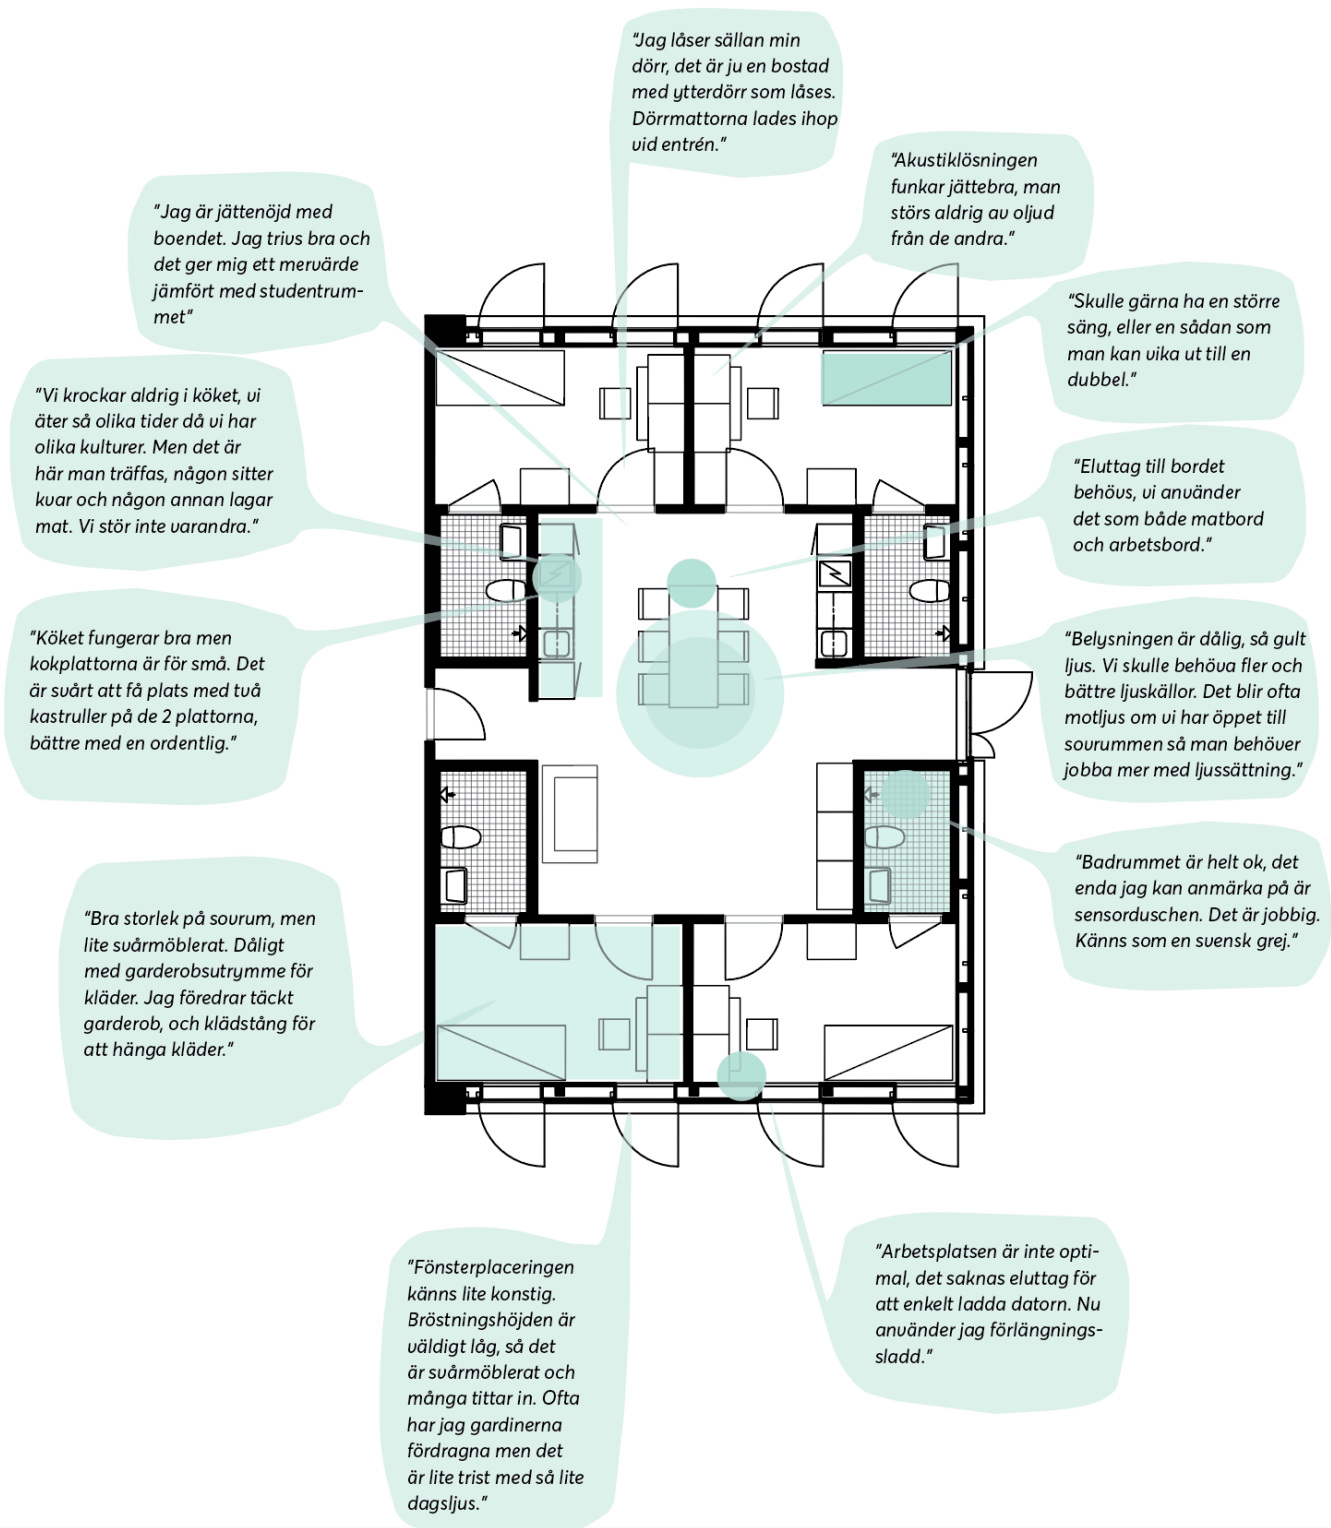 "Jag låser sällan min
dörr, det är ju en bostad
med ytterdörr som låses.
Dörrmattorna lades ihop
vid entrén."
"Akustiklösningen
funkar jättebra, man
störs aldrig av oljud
från de andra."
"Jag är jättenöjd med
boendet. Jag trivs bra och
det ger mig ett mervärde
jämfört med studentrum-
met"
"Skulle gärna ha en större
säng, eller en sådan som
man kan vika ut till en
dubbel."
"Vi krockar aldrig i köket, vi
äter så olika tider då vi har
olika kulturer. Men det är
här man träffas, någon sitter
kvar och någon annan lagar
mat. Vi stör inte varandra."
"Eluttag till bordet
behövs, vi använder
det som både matbord
och arbetsbord."
"Köket fungerar bra men
kokplattorna är för små. Det
är svårt att få plats med två
kastruller på de 2 plattorna,
bättre med en ordentlig."
"Belysningen är dålig, så gult
ljus. Vi skulle behöva fler och
bättre ljuskällor. Det blir ofta
motljus om vi har öppet till
sovrummen så man behöver
jobba mer med ljussättning."
"Badrummet är helt ok, det
enda jag kan anmärka på är
sensorduschen. Det är jobbig.
Känns som en svensk grej."
"Bra storlek på sovrum, men
lite svårmöblerat. Dåligt
med garderobsutrymme för
kläder. Jag föredrar täckt
garderob, och klädstång för
att hänga kläder."
"Fönsterplaceringen
känns lite konstig.
Bröstningshöjden är
väldigt låg, så det
är svårmöblerat och
många tittar in. Ofta
har jag gardinerna
fördragna men det
är lite trist med så lite
dagsljus."
"Arbetsplatsen är inte opti-
mal, det saknas eluttag för
att enkelt ladda datorn. Nu
använder jag förlängnings-
sladd."